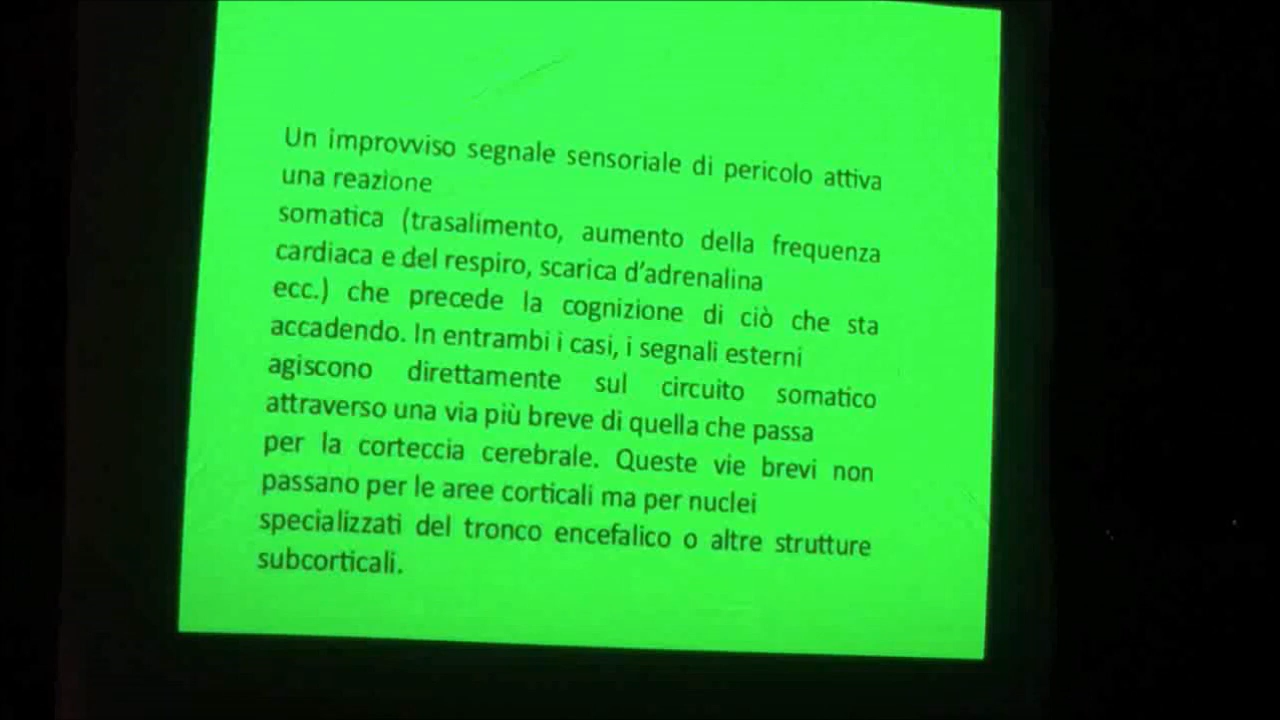 Un improvviso segnale sensoriale di pericolo attiva
una reazione
somatica (trasalimento, aumento della frequenza
cardiaca e del respiro, scarica d'adrenalina
ecc.) che precede la cognizione di ciò che sta
accadendo. In entrambi i casi, i segnali esterni
agiscono direttamente sul circuito somatico
attraverso una via più breve di quella che passa
per la corteccia cerebrale. Queste vie brevi non
passano per le aree corticali ma per nuclei
specializzati del tronco encefalico o altre strutture
subcorticali.